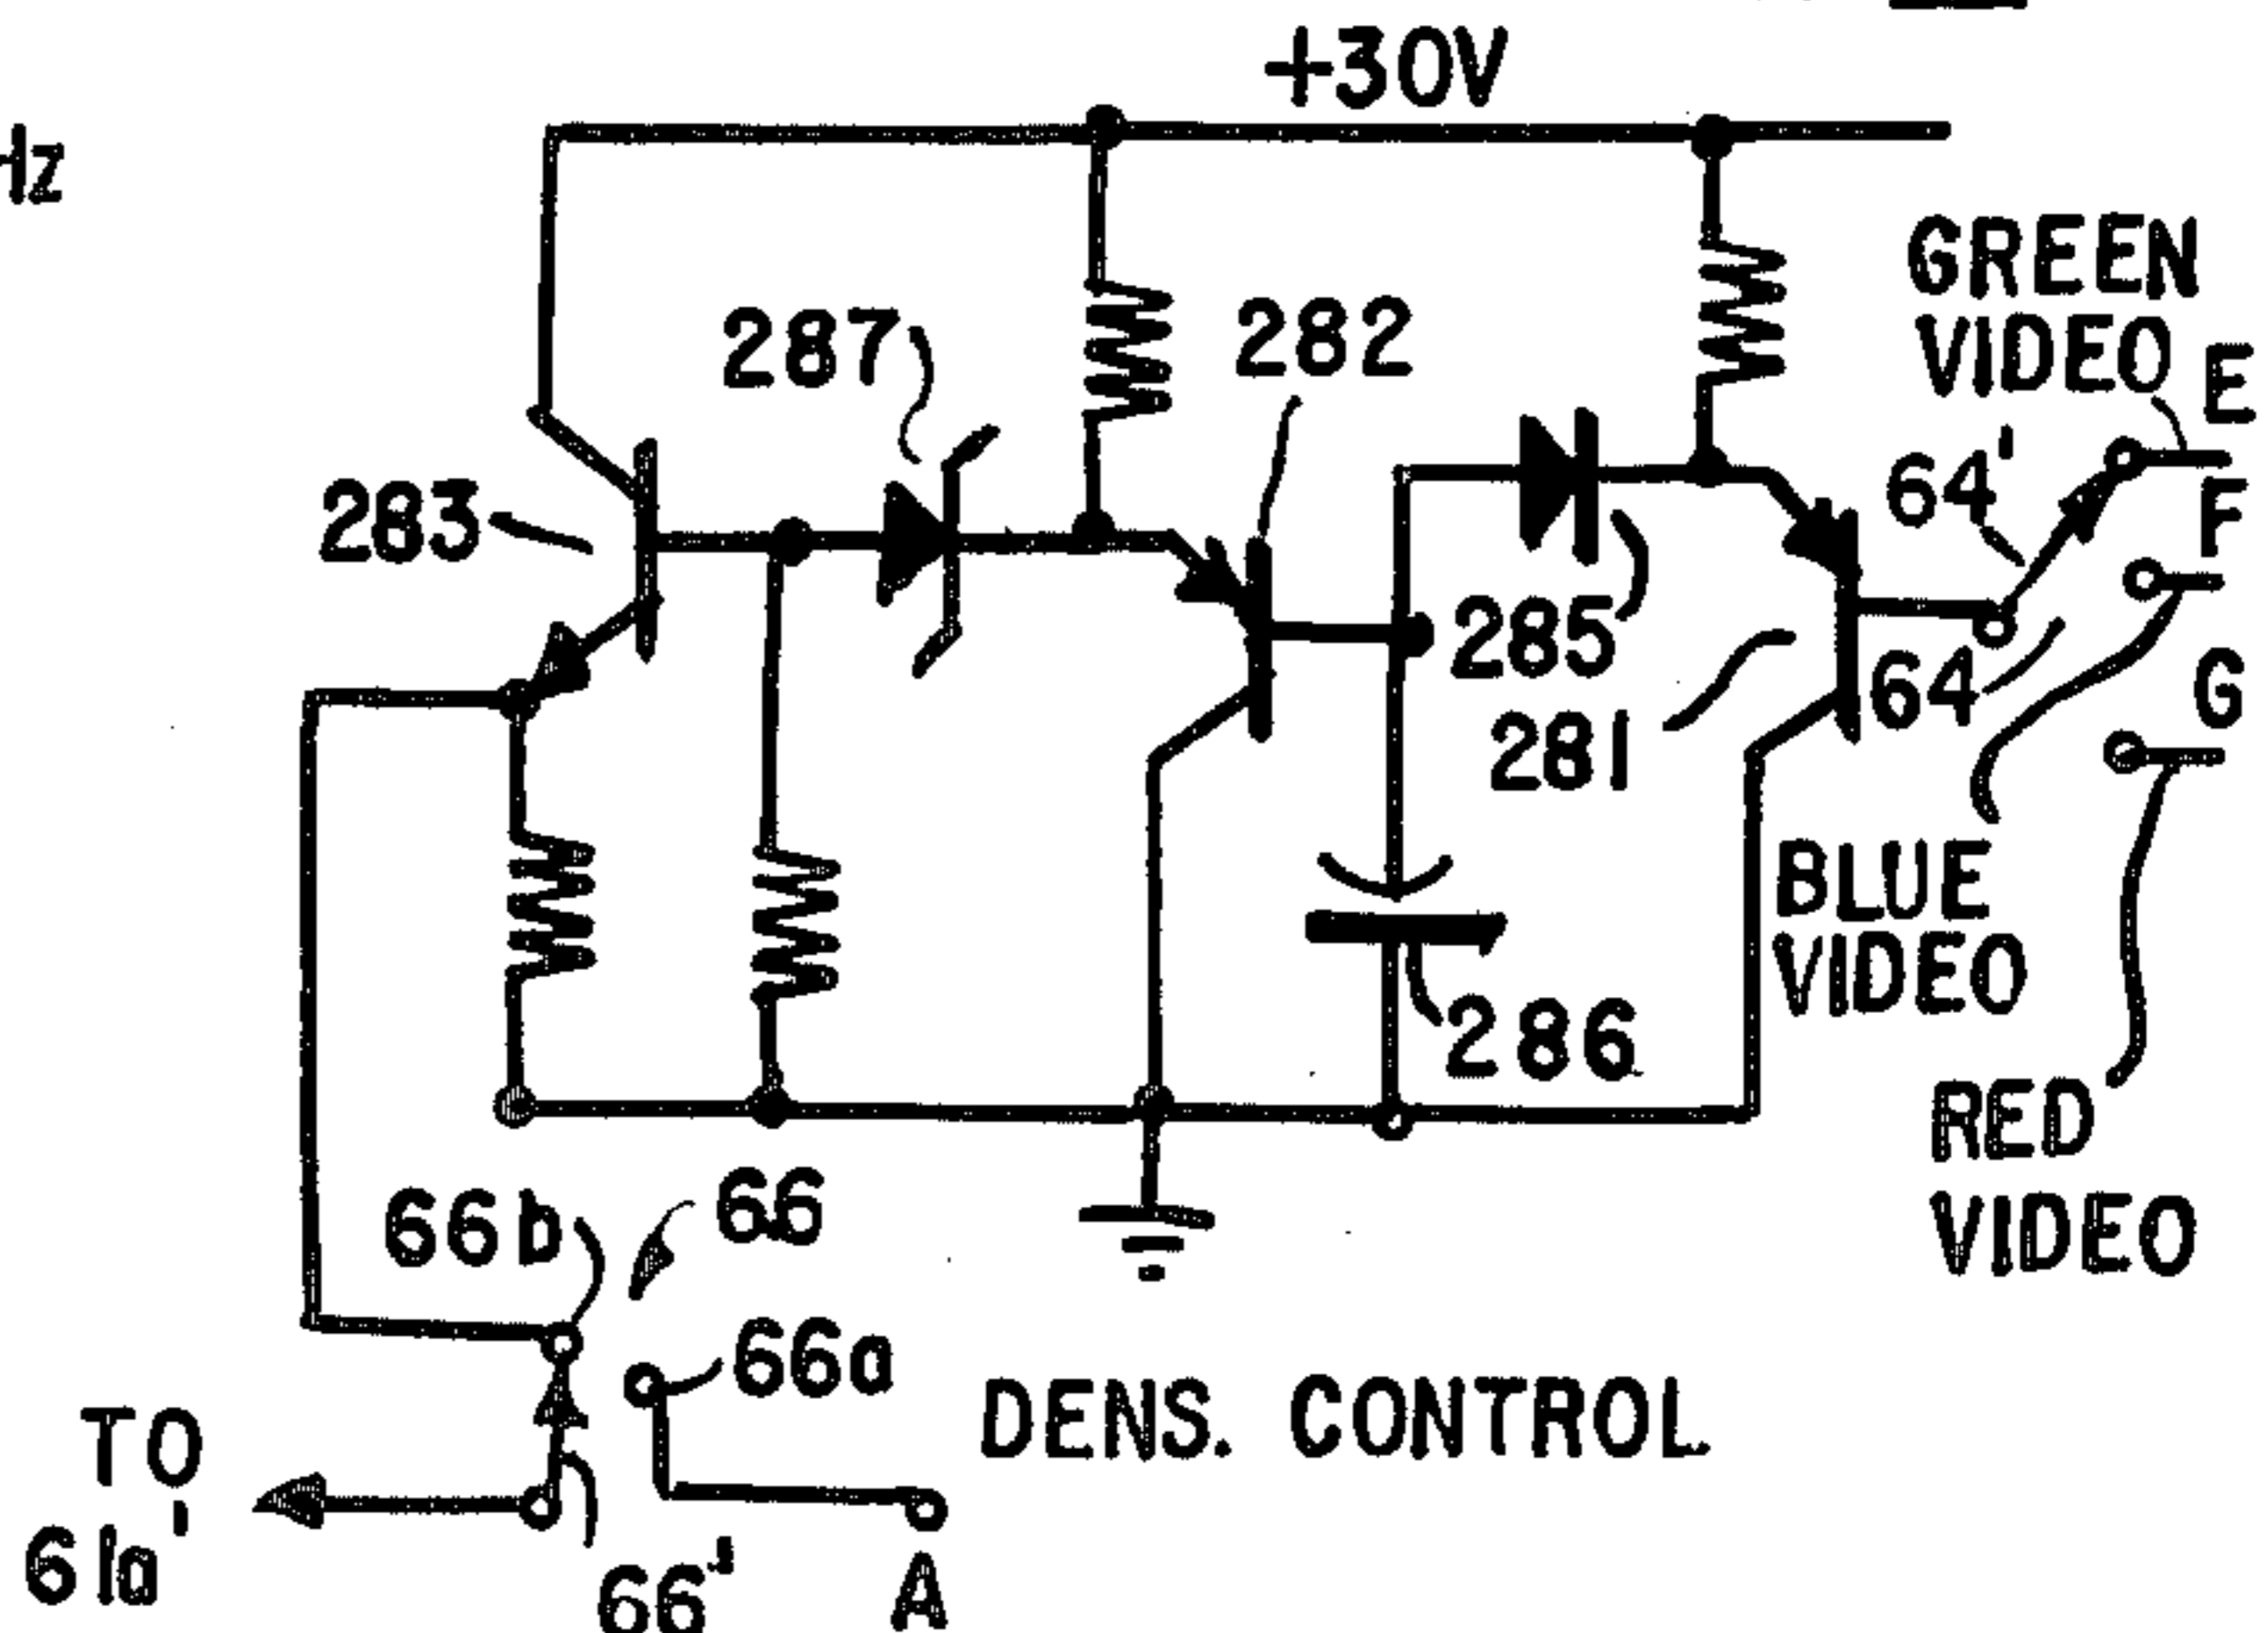 +30V
Hz
GREEN
VIDEO
E
287
282
64'
F
283
285
64
G
281
BLUE
VIDEO
286
RED
VIDEO
66b
66
66a
DENS. CONTROL
TO
61a'
66'
A